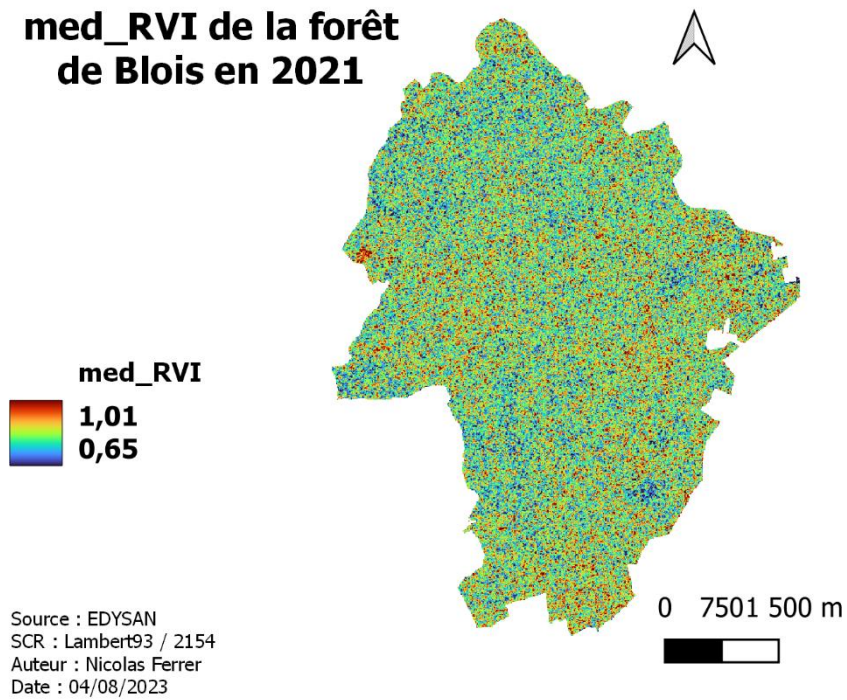 med_RVI de la forêt
de Blois en 2021
med_RVI
1,01
0,65
0 7501 500 m
Source : EDYSAN
SCR : Lambert93 / 2154
Auteur : Nicolas Ferrer
Date : 04/08/2023